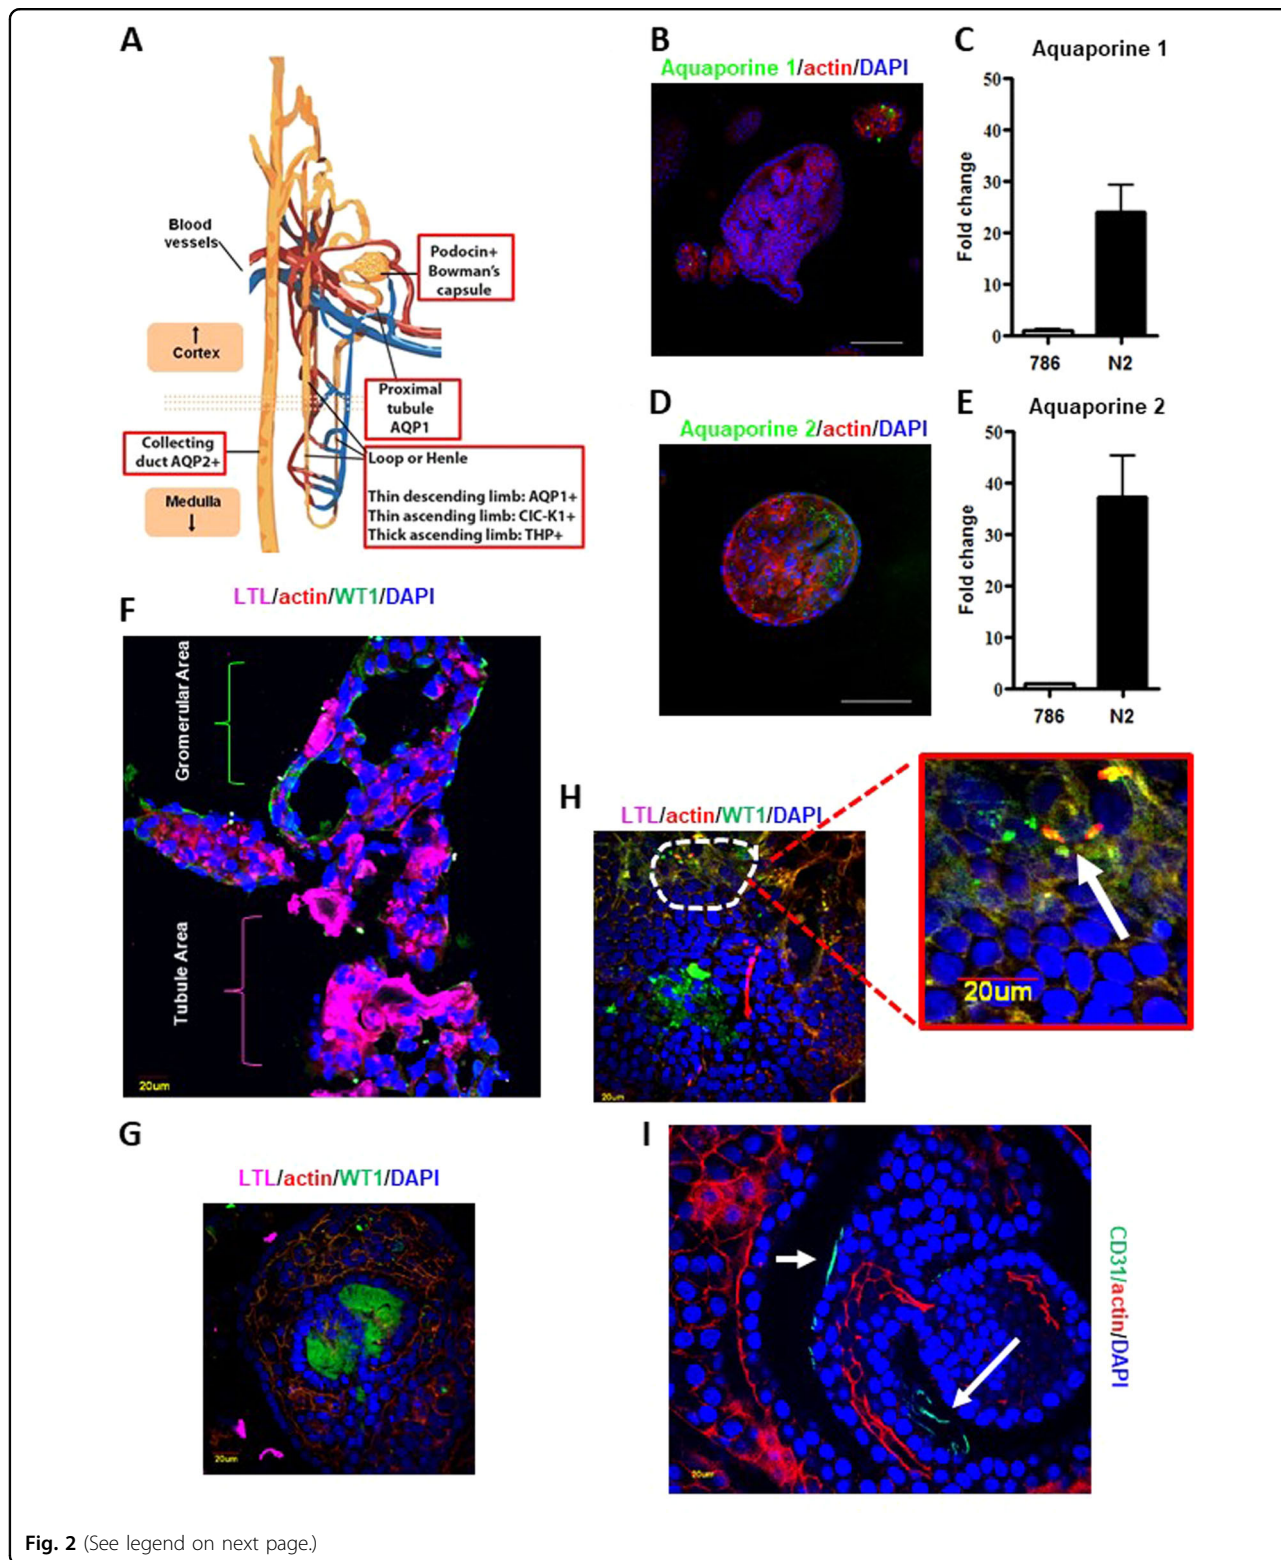 A
Blood
vessels
Podocin+
Bowman's
capsule
↑
Cortex
Proximal
tubule
AQP1
Collecting
duct AQP2+
Loop or Henle
Thin descending limb: AQP1+
Thin ascending limb: CIC-K1+
Thick ascending limb: THP+
Medulla
↓
B
Aquaporine 1/actin/DAPI
C
Aquaporine 1
Fold change
50
40
30
20
10
0
786 N2
D
Aquaporine 2/actin/DAPI
E
Aquaporine 2
Fold change
50
40
30
20
10
0
786 N2
F
LTL/actin/WT1/DAPI
Gromerular Area
Tubule Area
20um
G
LTL/actin/WT1/DAPI
20um
H
LTL/actin/WT1/DAPI
20um
20um
I
CD31/actin/DAPI
20um
Fig. 2 (See legend on next page.)